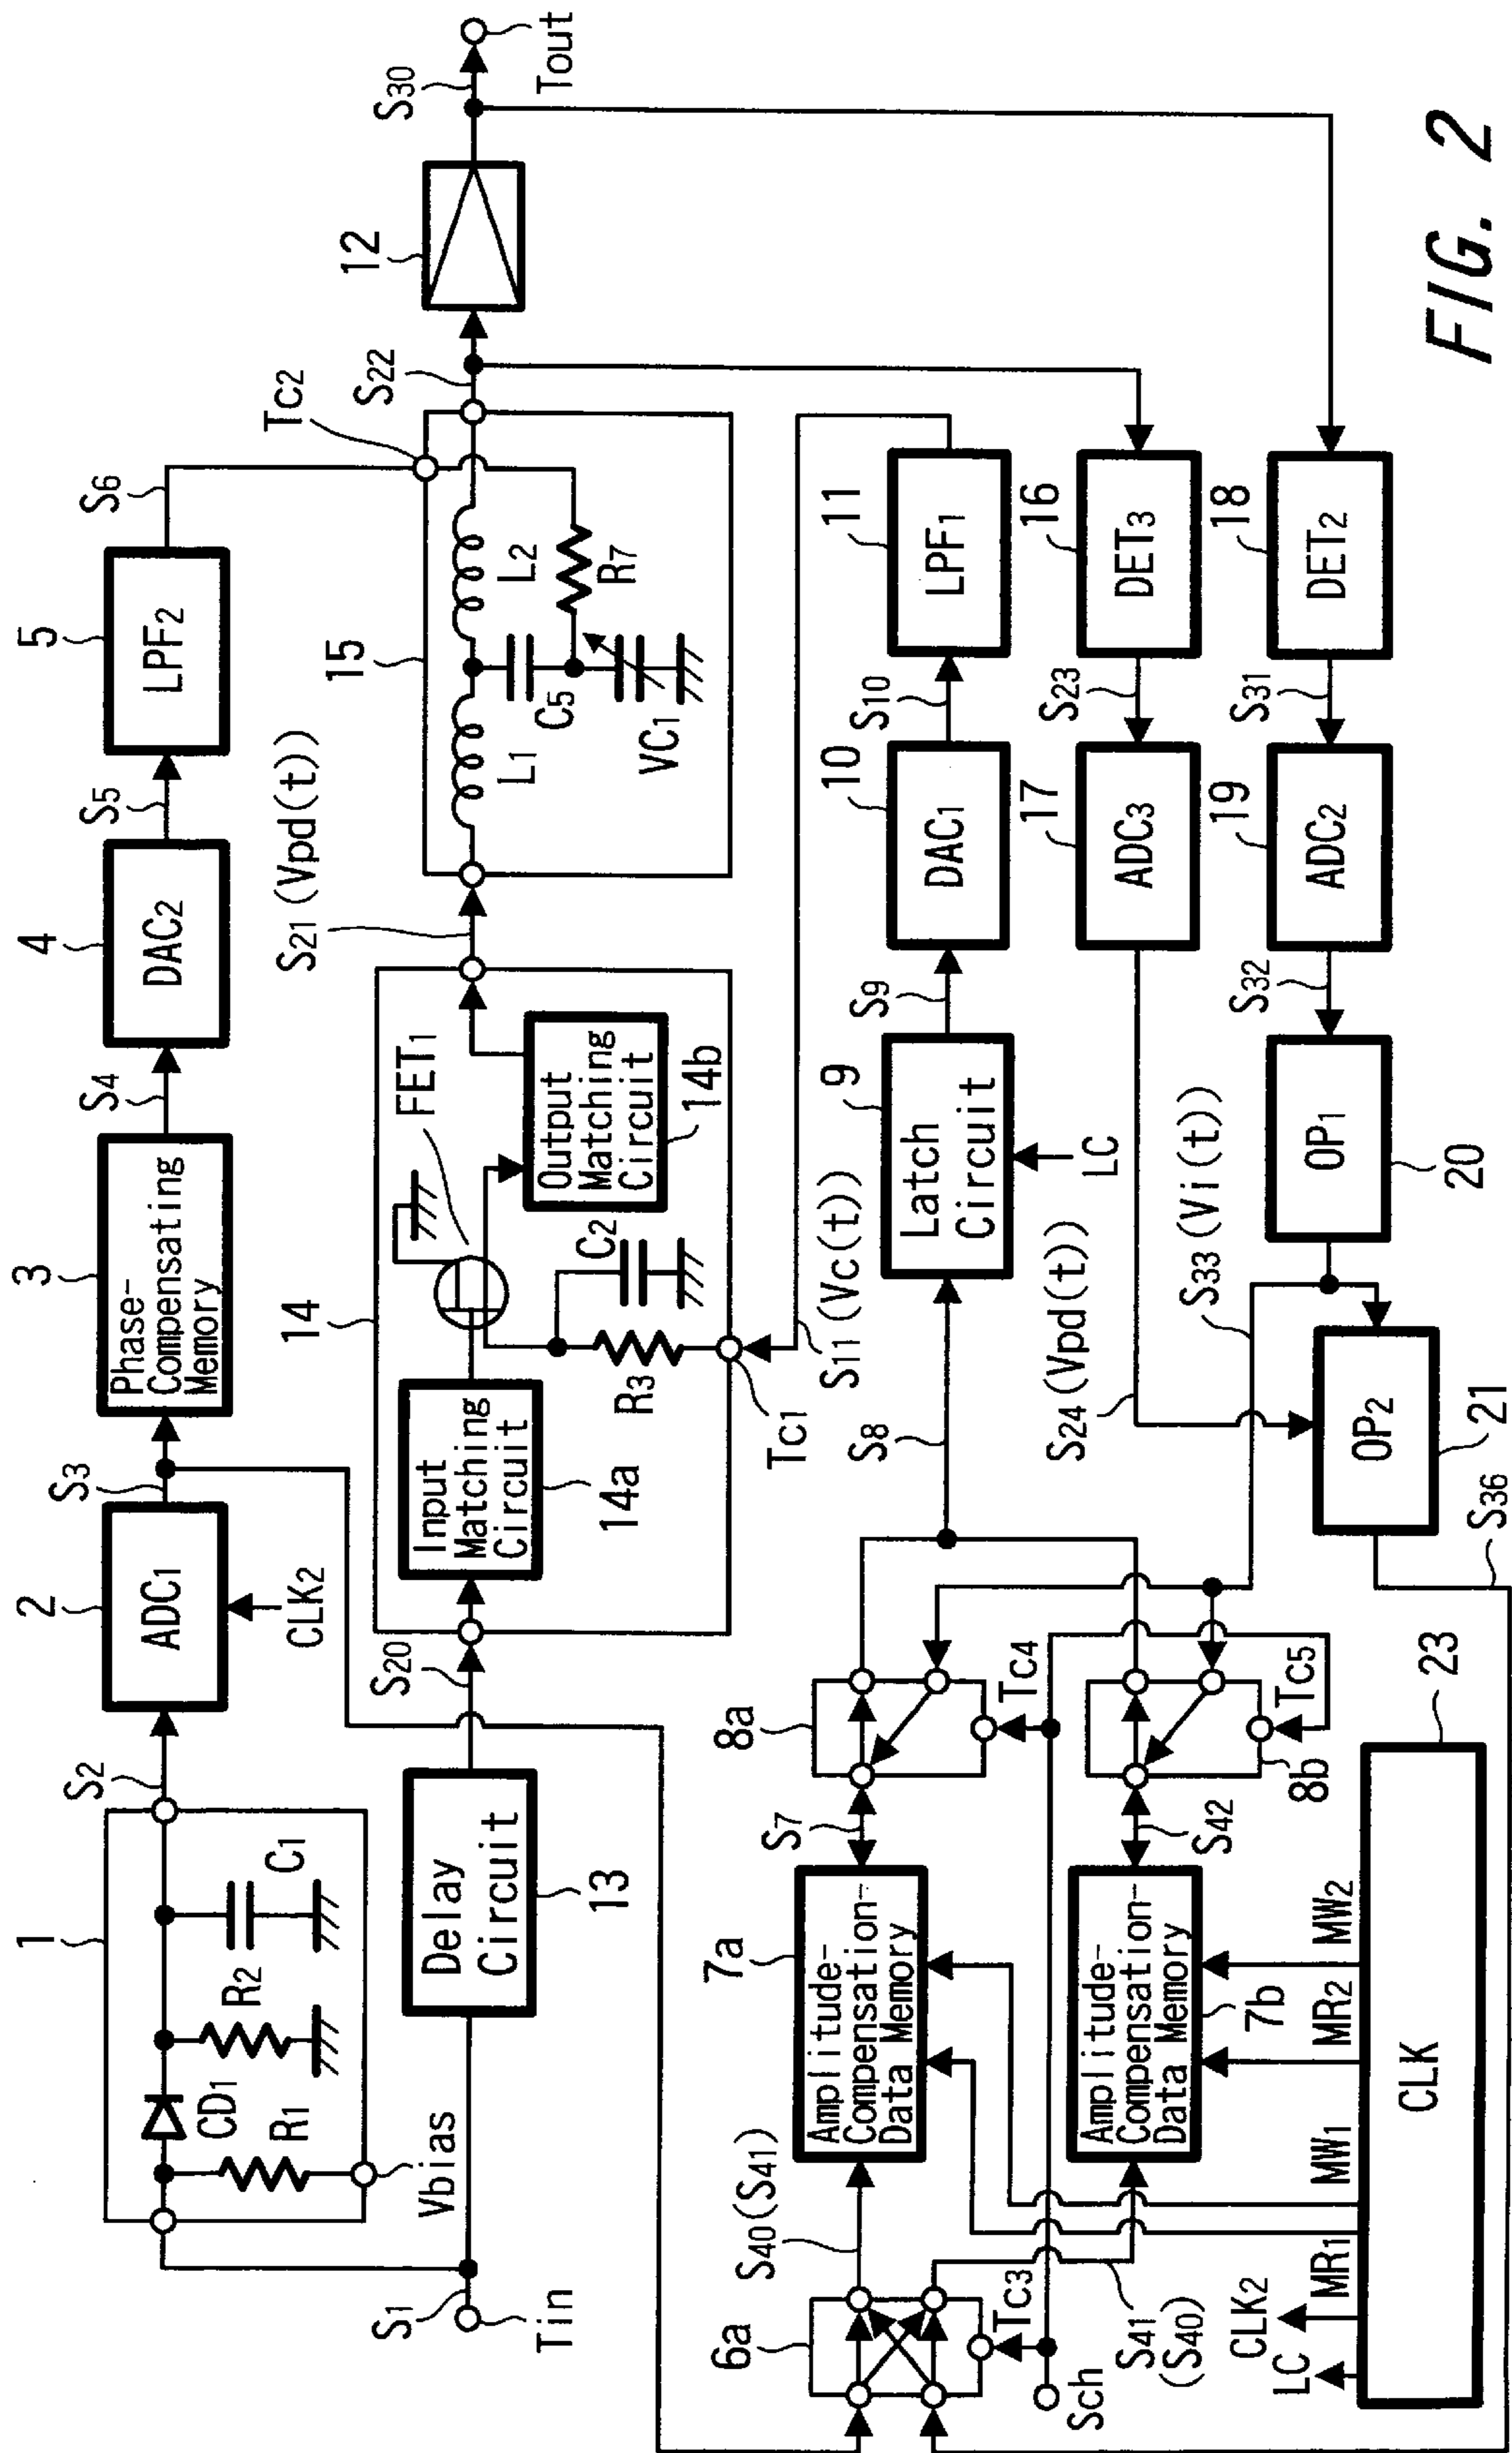 1
S2
2
ADC1
CLK2
S3
3
Phase-
Compensating
Memory
S4
4
DAC2
S5
5
LPF2
S6
TC2
CD1
R1
R2
C1
Vbias
S1
Tin
Delay
Circuit
13
S20
14
Input
Matching
Circuit
14a
FET1
C2
R3
TC1
Output
Matching
Circuit
14b
S21 (Vpd(t))
15
L1
L2
C5
VC1
R7
S22
12
S30
Tout
S11 (Vc(t))
6a
TC3
Sch
S40 (S41)
S41
(S40)
7a
Amplitude-
Compensation-
Data Memory
S7
8a
TC4
S8
9
Latch
Circuit
LC
S9
10
DAC1
S10
11
LPF1
Amplitude-
Compensation-
Data Memory
7b
S42
8b
TC5
S24 (Vpd(t))
17
ADC3
S23
16
DET3
S33 (Vi(t))
OP1
20
S32
19
ADC2
S31
18
DET2
OP2
21
S36
LC
CLK2
MR1
MW1
MR2
MW2
CLK
23
FIG. 2